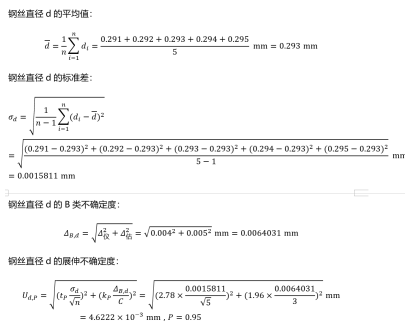 钢丝直径 d 的平均值：
d̅ = 1/n ∑_{i=1}^{n} d_i = (0.291 + 0.292 + 0.293 + 0.294 + 0.295)/5 mm = 0.293 mm
钢丝直径 d 的标准差：
σ_d = √(1/(n − 1) ∑_{i=1}^{n} (d_i − d̅)²)
= √(((0.291 − 0.293)² + (0.292 − 0.293)² + (0.293 − 0.293)² + (0.294 − 0.293)² + (0.295 − 0.293)²)/(5 − 1)) mm
= 0.0015811 mm
钢丝直径 d 的 B 类不确定度：
Δ_{B,d} = √(Δ_仪² + Δ_估²) = √(0.004² + 0.005²) mm = 0.0064031 mm
钢丝直径 d 的展伸不确定度：
U_{d,P} = √((t_P σ_d/√n)² + (k_P Δ_{B,d}/C)²) = √((2.78 × 0.0015811/√5)² + (1.96 × 0.0064031/3)²) mm
= 4.6222 × 10⁻³ mm , P = 0.95